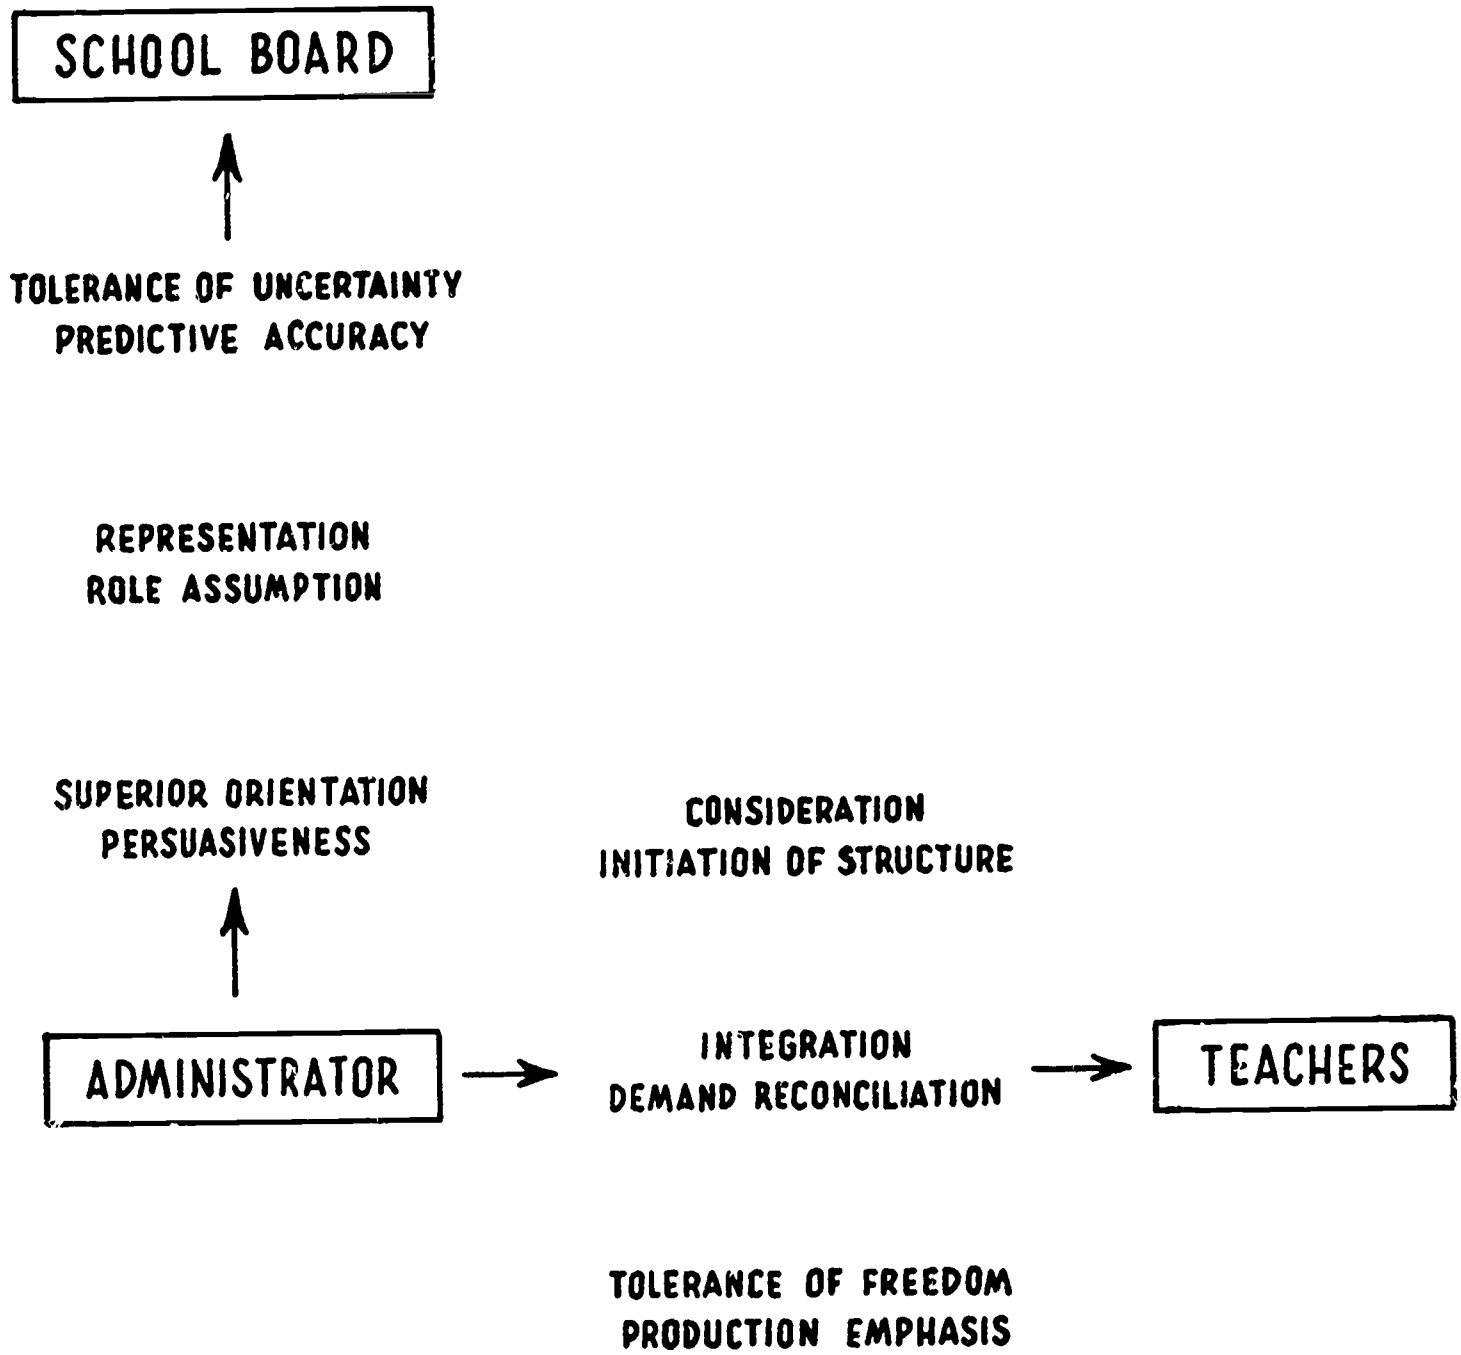 SCHOOL BOARD
TOLERANCE OF UNCERTAINTY
PREDICTIVE ACCURACY
REPRESENTATION
ROLE ASSUMPTION
SUPERIOR ORIENTATION
PERSUASIVENESS
CONSIDERATION
INITIATION OF STRUCTURE
ADMINISTRATOR
INTEGRATION
DEMAND RECONCILIATION
TEACHERS
TOLERANCE OF FREEDOM
PRODUCTION EMPHASIS